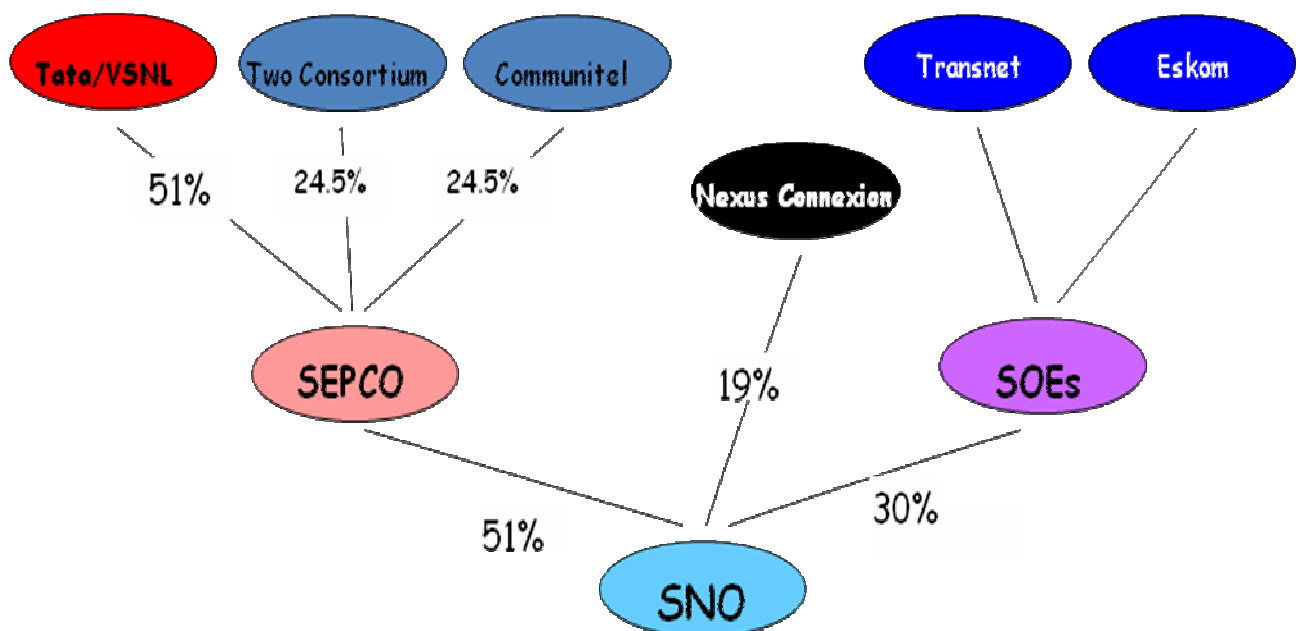 Tata/VSNL
Two Consortium
Communitel
Transnet
Eskom
51%
24.5%
24.5%
Nexus Connexion
SEPCO
19%
SOEs
51%
30%
SNO